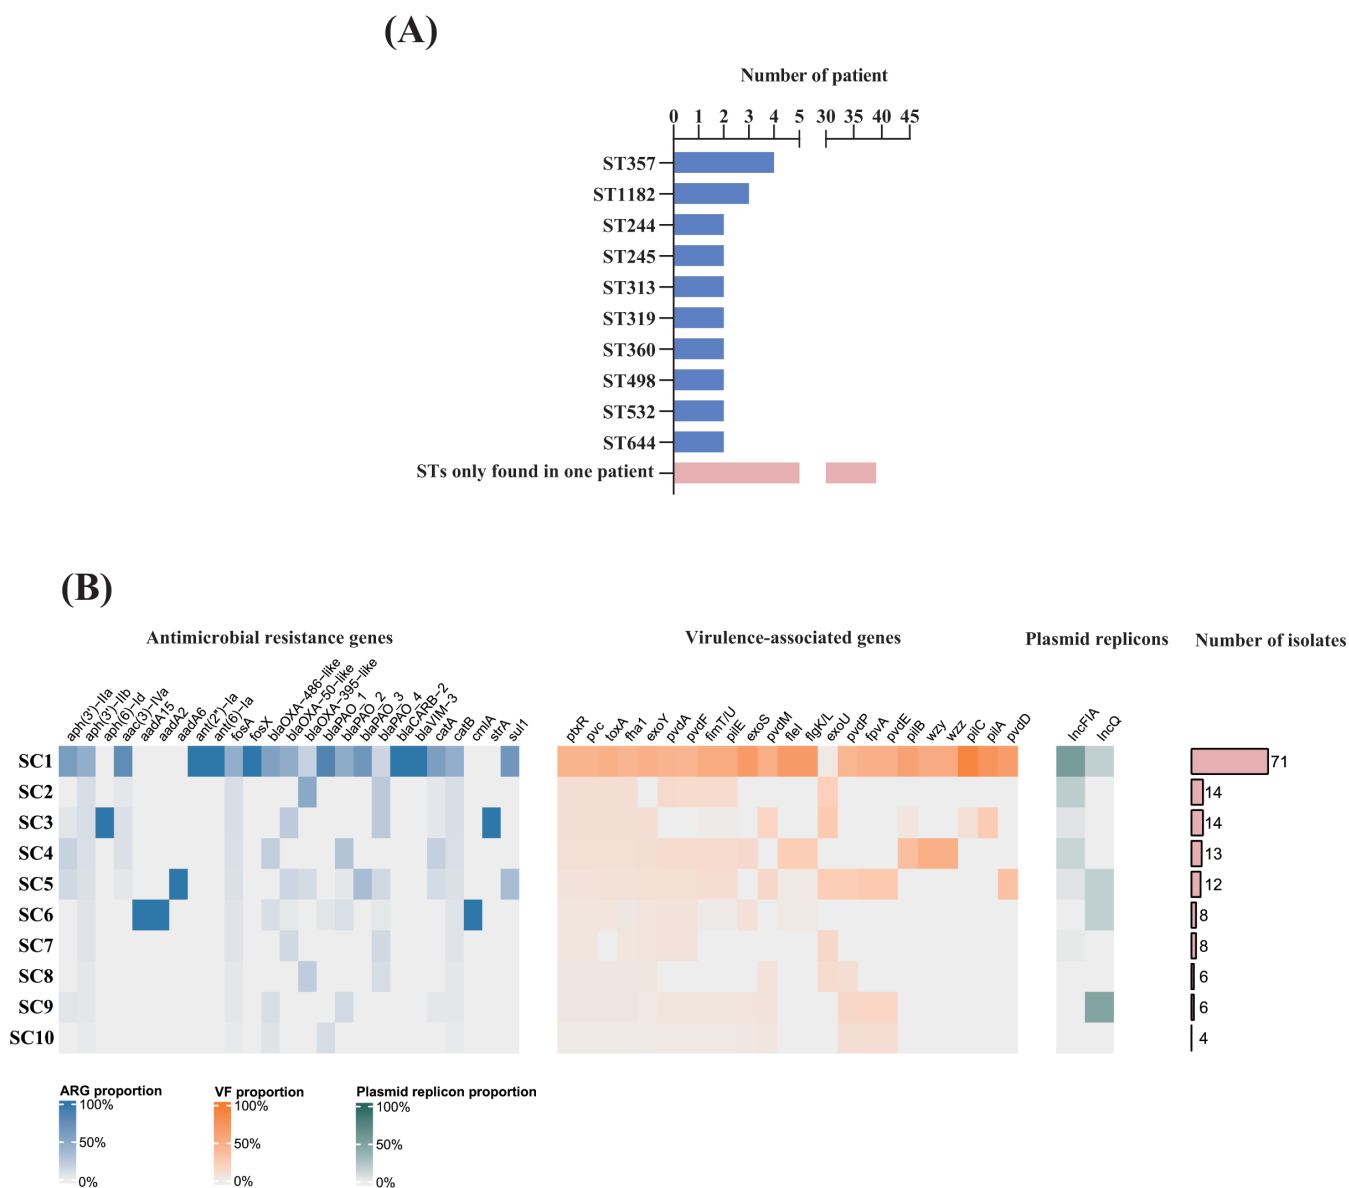 (A)
Number of patient
0 1 2 3 4 5 30 35 40 45
ST357
ST1182
ST244
ST245
ST313
ST319
ST360
ST498
ST532
ST644
STs only found in one patient
(B)
Antimicrobial resistance genes
Virulence-associated genes
Plasmid replicons
Number of isolates
aph(3')-IIa
aph(3')-IIb
aph(6)-Id
aac(3)-IVa
aadA15
aadA2
aadA6
ant(2")-Ia
ant(6)-Ia
fosA
fosX
blaOXA-486-like
blaOXA-50-like
blaOXA-395-like
blaPAO_1
blaPAO_2
blaPAO_3
blaPAO_4
blaCARB-2
blaVIM-3
catA
catB
cmlA
strA
sul1
ptxR
pvc
toxA
fha1
exoY
pvdA
pvdF
fimT/U
pilE
exoS
pvdM
fleI
flgK/L
exoU
pvdP
fpvA
pvdE
pilB
wzy
wzz
pilC
pilA
pvdD
IncFIA
IncQ
SC1 71
SC2 14
SC3 14
SC4 13
SC5 12
SC6 8
SC7 8
SC8 6
SC9 6
SC10 4
ARG proportion
100%
50%
0%
VF proportion
100%
50%
0%
Plasmid replicon proportion
100%
50%
0%